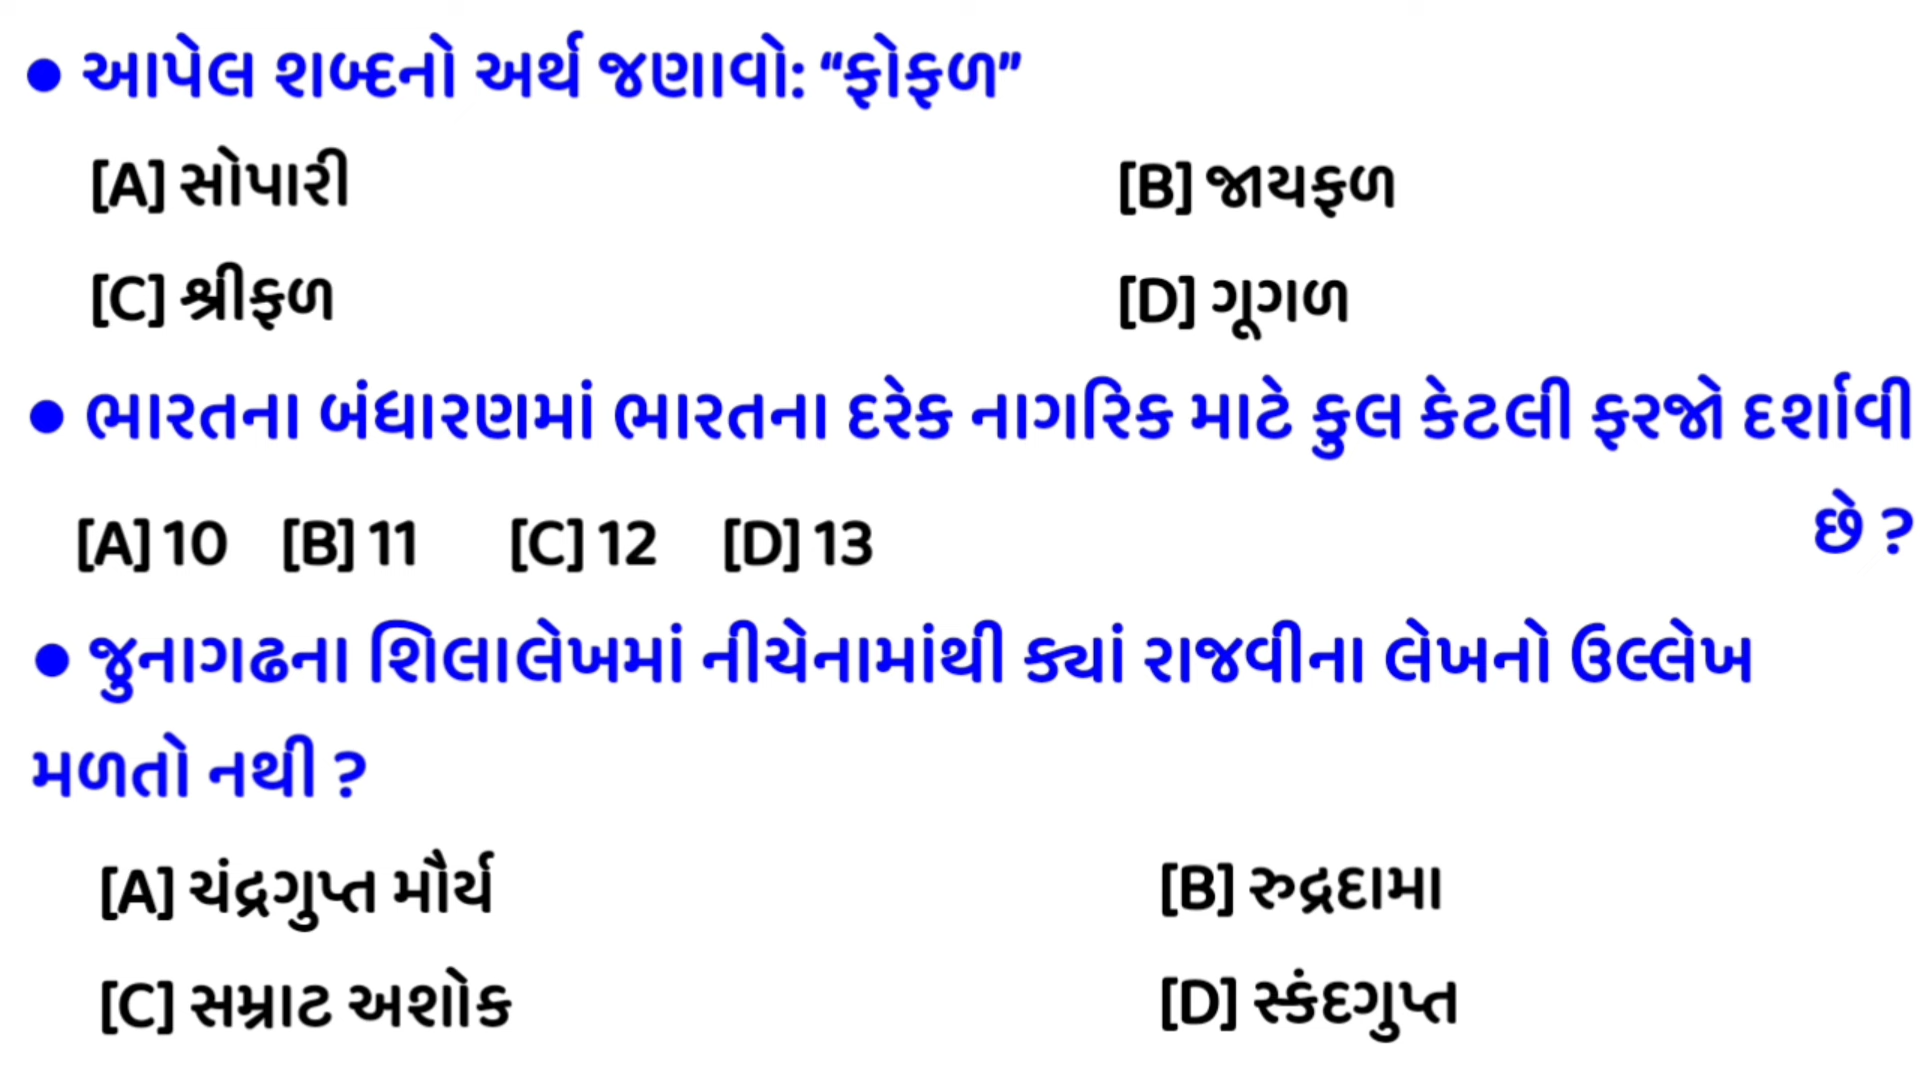 ● આપેલ શબ્દનો અર્થ જણાવો: “ફોફળ”
[A] સોપારી [B] જાયફળ
[C] શ્રીફળ [D] ગૂગળ
● ભારતના બંધારણમાં ભારતના દરેક નાગરિક માટે કુલ કેટલી ફરજો દર્શાવી
છે ?
[A] 10 [B] 11 [C] 12 [D] 13
● જુનાગઢના શિલાલેખમાં નીચેનામાંથી ક્યાં રાજવીના લેખનો ઉલ્લેખ
મળતો નથી ?
[A] ચંદ્રગુપ્ત મૌર્ય [B] રુદ્રદામા
[C] સમ્રાટ અશોક [D] સ્કંદગુપ્ત